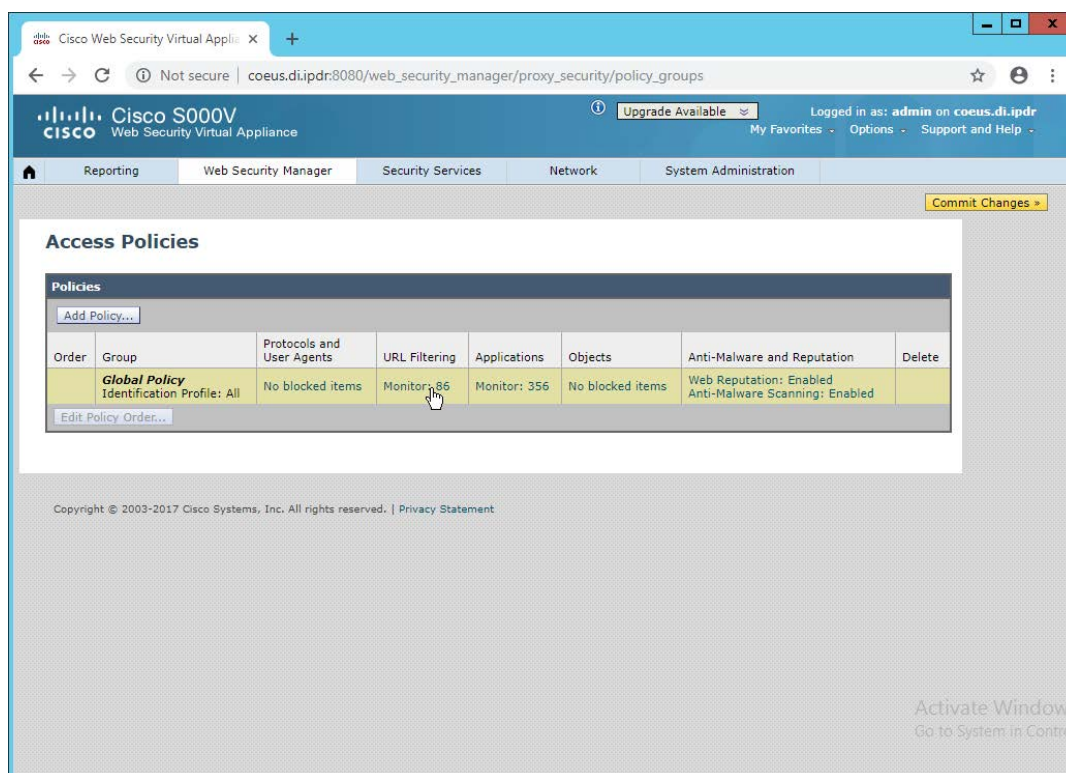 Cisco Web Security Virtual Applia
Not secure | coeus.di.ipdr:8080/web_security_manager/proxy_security/policy_groups
Cisco S000V
CISCO Web Security Virtual Appliance
Upgrade Available
Logged in as: admin on coeus.di.ipdr
My Favorites Options Support and Help
Reporting Web Security Manager Security Services Network System Administration
Commit Changes »
Access Policies
Policies
Add Policy...
Order Group Protocols and User Agents URL Filtering Applications Objects Anti-Malware and Reputation Delete
Global Policy
Identification Profile: All
No blocked items
Monitor: 86
Monitor: 356
No blocked items
Web Reputation: Enabled
Anti-Malware Scanning: Enabled
Edit Policy Order...
Copyright © 2003-2017 Cisco Systems, Inc. All rights reserved. | Privacy Statement
Activate Window
Go to System in Contr